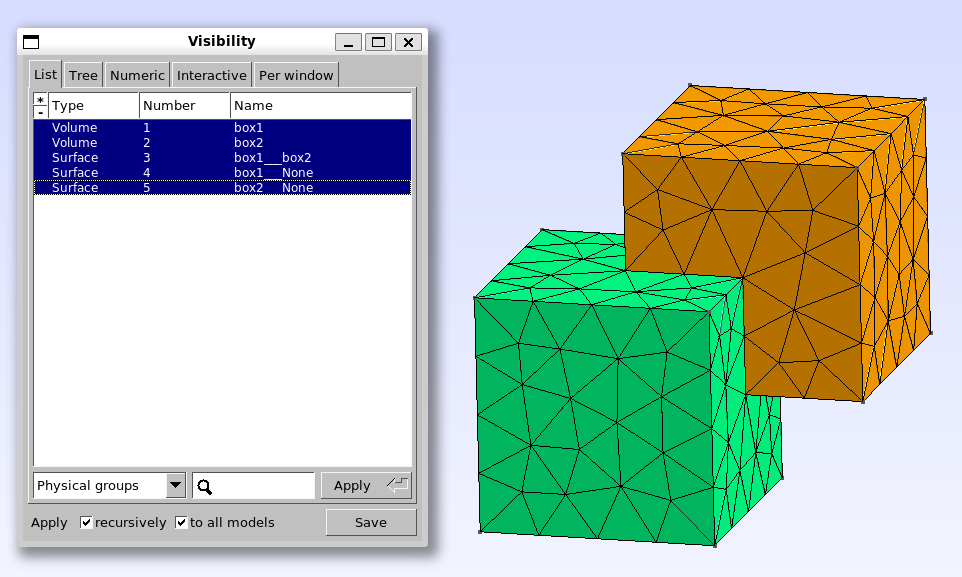 Visibility
List Tree Numeric Interactive Per window
* Type Number Name
-
Volume 1 box1
Volume 2 box2
Surface 3 box1___box2
Surface 4 box1___None
Surface 5 box2___None
Physical groups Apply
Apply recursively to all models Save